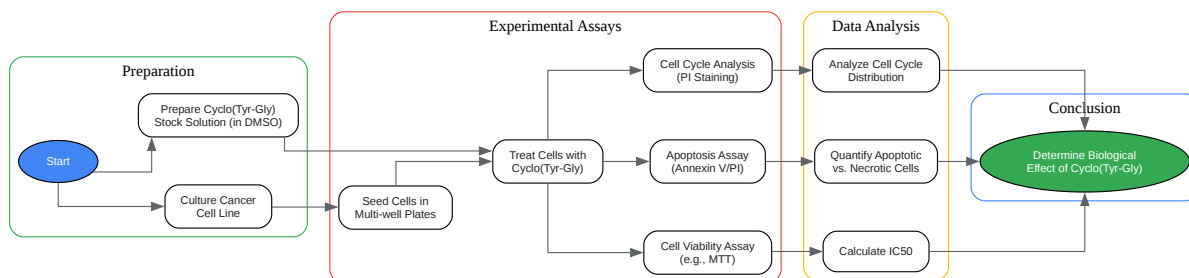 Preparation
Start
Prepare Cyclo(Tyr-Gly)
Stock Solution (in DMSO)
Culture Cancer
Cell Line
Experimental Assays
Seed Cells in
Multi-well Plates
Treat Cells with
Cyclo(Tyr-Gly)
Cell Cycle Analysis
(PI Staining)
Apoptosis Assay
(Annexin V/PI)
Cell Viability Assay
(e.g., MTT)
Data Analysis
Analyze Cell Cycle
Distribution
Quantify Apoptotic
vs. Necrotic Cells
Calculate IC50
Conclusion
Determine Biological
Effect of Cyclo(Tyr-Gly)